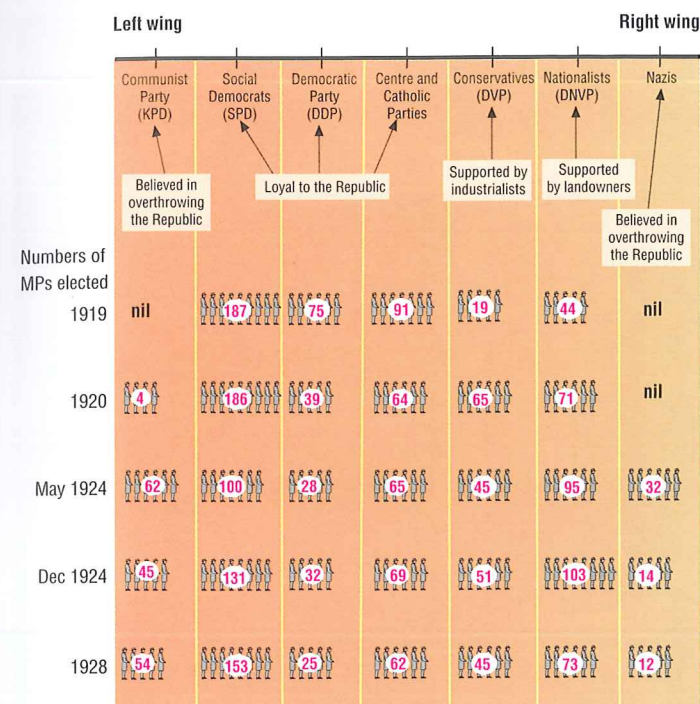 Left wing
Right wing
Communist
Party
(KPD)
Social
Democrats
(SPD)
Democratic
Party
(DDP)
Centre and
Catholic
Parties
Conservatives
(DVP)
Nationalists
(DNVP)
Nazis
Believed in
overthrowing
the Republic
Loyal to the Republic
Supported by
industrialists
Supported
by landowners
Believed in
overthrowing
the Republic
Numbers of
MPs elected
1919 nil 187 75 91 19 44 nil
1920 4 186 39 64 65 71 nil
May 1924 62 100 28 65 45 95 32
Dec 1924 45 131 32 69 51 103 14
1928 54 153 25 62 45 73 12